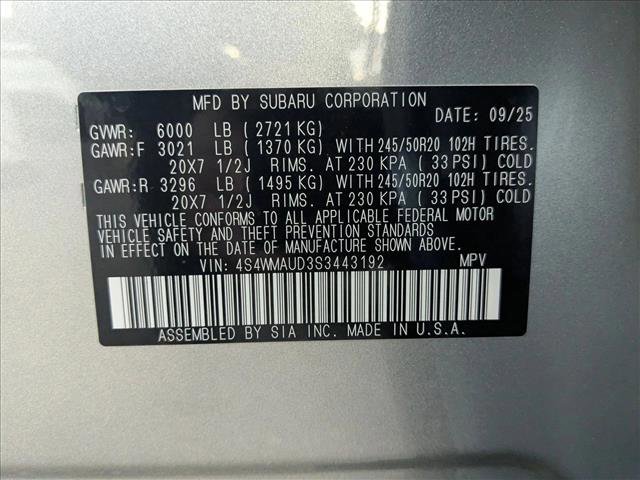 MFD BY SUBARU CORPORATION
DATE: 09/25
GVWR: 6000 LB (2721 KG)
GAWR:F 3021 LB (1370 KG) WITH 245/50R20 102H TIRES.
20X7 1/2J RIMS. AT 230 KPA (33 PSI) COLD
GAWR:R 3296 LB (1495 KG) WITH 245/50R20 102H TIRES.
20X7 1/2J RIMS. AT 230 KPA (33 PSI) COLD
THIS VEHICLE CONFORMS TO ALL APPLICABLE FEDERAL MOTOR
VEHICLE SAFETY AND THEFT PREVENTION STANDARDS
IN EFFECT ON THE DATE OF MANUFACTURE SHOWN ABOVE.
VIN: 4S4WMAUD3S3443192 MPV
ASSEMBLED BY SIA INC. MADE IN U.S.A.